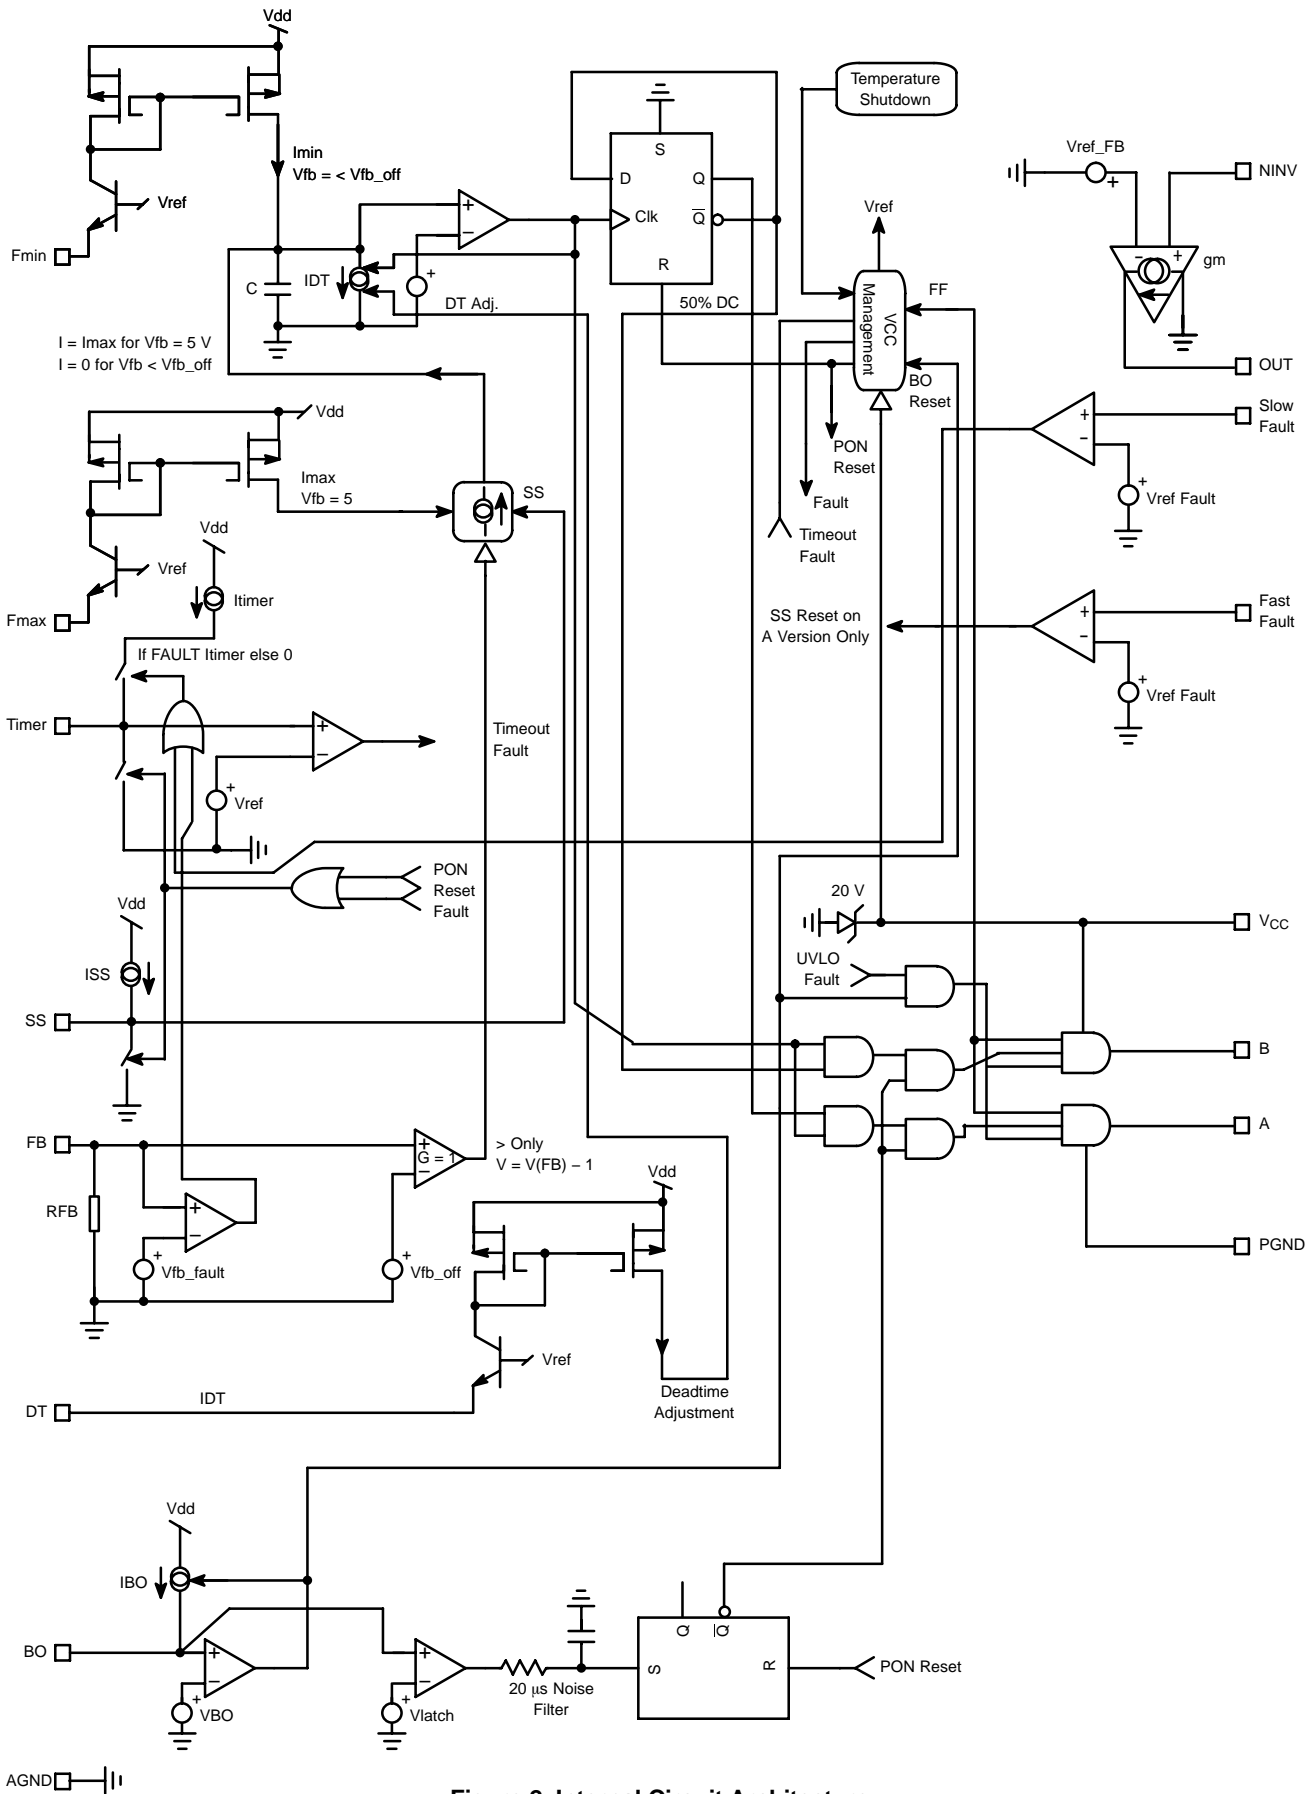 Vdd
Imin
Vfb = < Vfb_off
Vref
Fmin
C
IDT
+
−
+
DT Adj.
S
D
Q
Clk
Q
R
50% DC
Temperature
Shutdown
Vref
VCC
Management
FF
BO
Reset
PON
Reset
Fault
Timeout
Fault
Vref_FB
+
NINV
−
+
gm
OUT
I = Imax for Vfb = 5 V
I = 0 for Vfb < Vfb_off
Vdd
Imax
Vfb = 5
SS
Vref
Fmax
Vdd
Itimer
If FAULT Itimer else 0
Slow
Fault
+
−
+
Vref Fault
Fast
Fault
+
−
+
Vref Fault
SS Reset on
A Version Only
Timer
+
−
+
Vref
Timeout
Fault
PON
Reset
Fault
Vdd
ISS
SS
20 V
VCC
UVLO
Fault
B
A
PGND
FB
+
G = 1
−
> Only
V = V(FB) − 1
RFB
+
−
+
Vfb_fault
+
Vfb_off
Vdd
Vref
Deadtime
Adjustment
DT
IDT
Vdd
IBO
BO
+
−
+
VBO
+
−
+
Vlatch
20 μs Noise
Filter
S
Q
Q
R
PON Reset
AGND